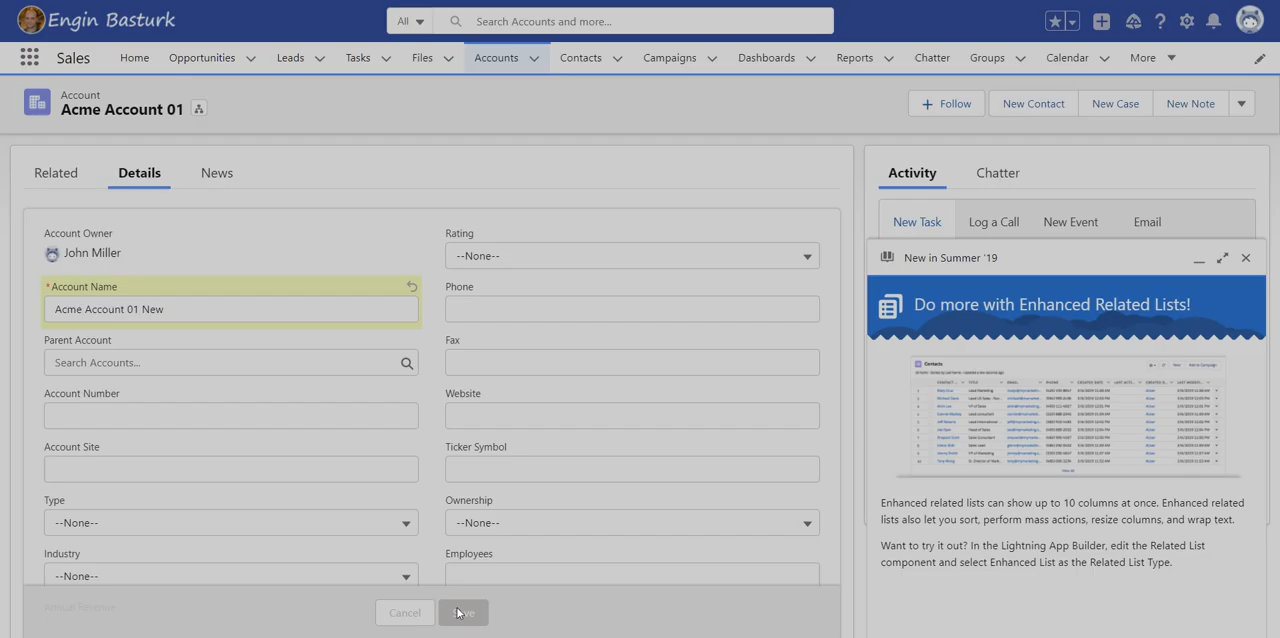 Engin Basturk
All
Search Accounts and more...
Sales
Home
Opportunities
Leads
Tasks
Files
Accounts
Contacts
Campaigns
Dashboards
Reports
Chatter
Groups
Calendar
More
Account
Acme Account 01
Follow
New Contact
New Case
New Note
Related
Details
News
Account Owner
John Miller
*Account Name
Acme Account 01 New
Parent Account
Search Accounts...
Account Number
Account Site
Type
--None--
Industry
--None--
Annual Revenue
Rating
--None--
Phone
Fax
Website
Ticker Symbol
Ownership
--None--
Employees
Cancel
Save
Activity
Chatter
New Task
Log a Call
New Event
Email
New in Summer '19
Do more with Enhanced Related Lists!
Contacts
Enhanced related lists can show up to 10 columns at once. Enhanced related
lists also let you sort, perform mass actions, resize columns, and wrap text.
Want to try it out? In the Lightning App Builder, edit the Related List
component and select Enhanced List as the Related List Type.